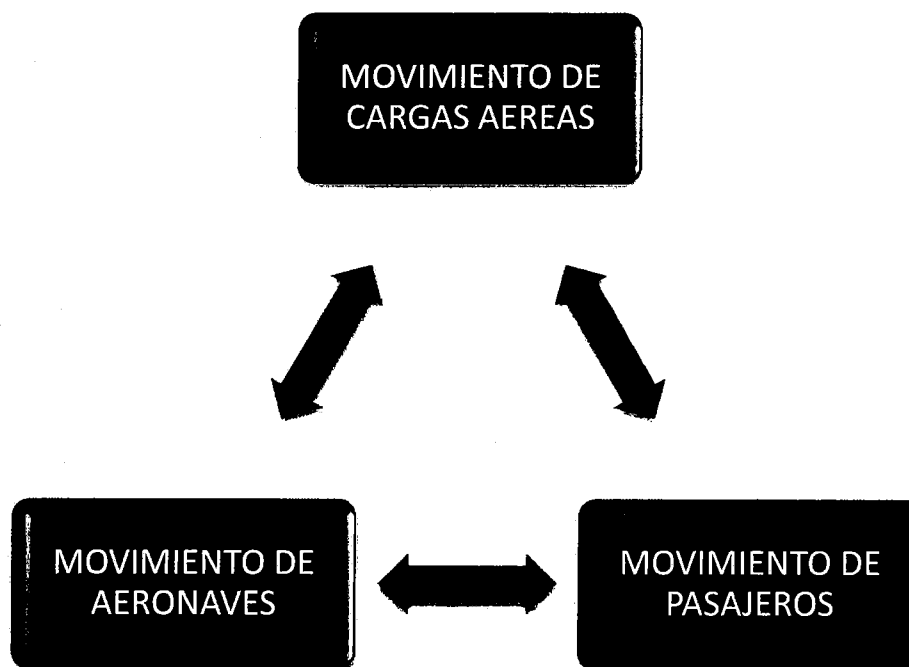 MOVIMIENTO DE
CARGAS AEREAS
MOVIMIENTO DE
AERONAVES
MOVIMIENTO DE
PASAJEROS